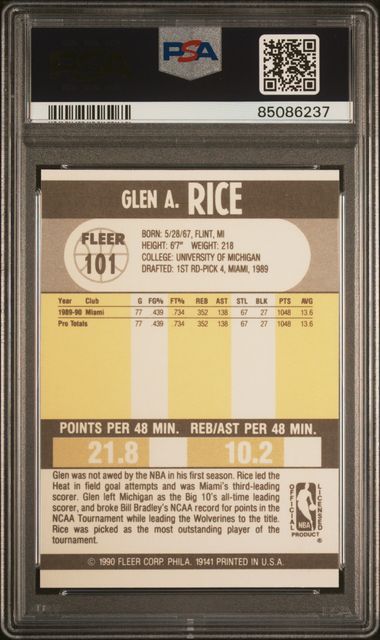 PSA
85086237
GLEN A. RICE
FLEER
101
BORN: 5/28/67, FLINT, MI
HEIGHT: 6'7" WEIGHT: 218
COLLEGE: UNIVERSITY OF MICHIGAN
DRAFTED: 1ST RD-PICK 4, MIAMI, 1989
Year Club G FG% FT% REB AST STL BLK PTS AVG
1989-90 Miami 77 .439 .734 352 138 67 27 1048 13.6
Pro Totals 77 .439 .734 352 138 67 27 1048 13.6
POINTS PER 48 MIN. REB/AST PER 48 MIN.
21.8 10.2
Glen was not awed by the NBA in his first season. Rice led the
Heat in field goal attempts and was Miami's third-leading
scorer. Glen left Michigan as the Big 10's all-time leading
scorer, and broke Bill Bradley's NCAA record for points in the
NCAA Tournament while leading the Wolverines to the title.
Rice was picked as the most outstanding player of the
tournament.
OFFICIAL LICENSED
NBA
PRODUCT ®
© 1990 FLEER CORP. PHILA. 19141 PRINTED IN U.S.A.